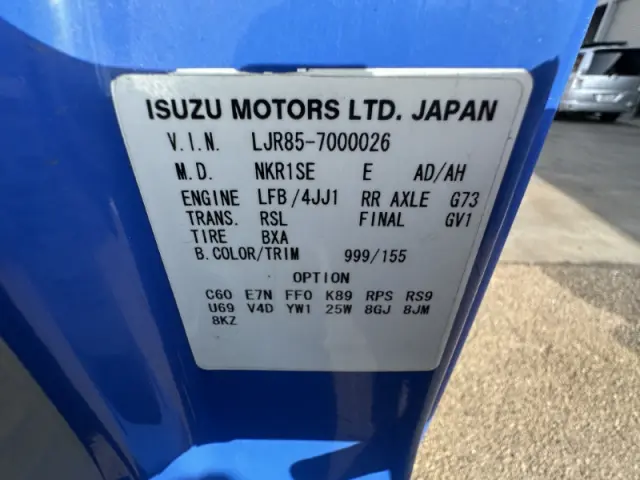 ISUZU MOTORS LTD. JAPAN
V.I.N. LJR85-7000026
M.D. NKR1SE E AD/AH
ENGINE LFB/4JJ1 RR AXLE G73
TRANS. RSL FINAL GV1
TIRE BXA
B.COLOR/TRIM 999/155
OPTION
C60 E7N FF0 K89 RPS RS9
U69 V4D YW1 25W 8GJ 8JM
8KZ